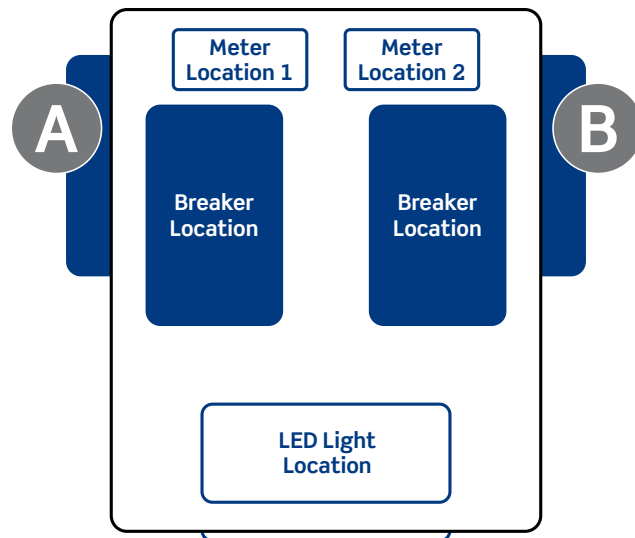 Meter
Location 1
Meter
Location 2
A
B
Breaker
Location
Breaker
Location
LED Light
Location